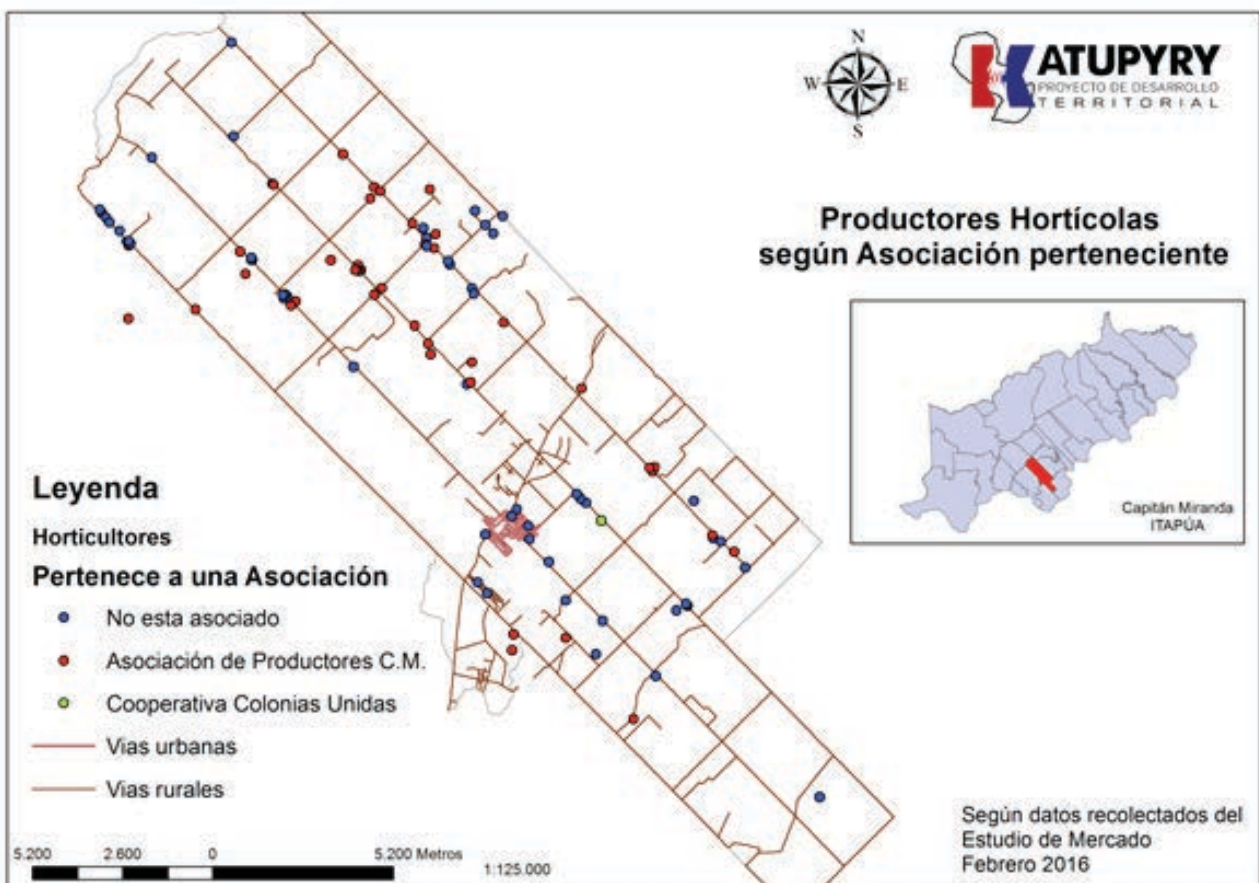 N
W
E
S
KATUPYRY
PROYECTO DE DESARROLLO
TERRITORIAL
Productores Hortícolas
según Asociación perteneciente
Capitán Miranda
ITAPÚA
Leyenda
Horticultores
Pertenece a una Asociación
No esta asociado
Asociación de Productores C.M.
Cooperativa Colonias Unidas
Vias urbanas
Vias rurales
5.200 2.600 0 5.200 Metros
1:125.000
Según datos recolectados del
Estudio de Mercado
Febrero 2016